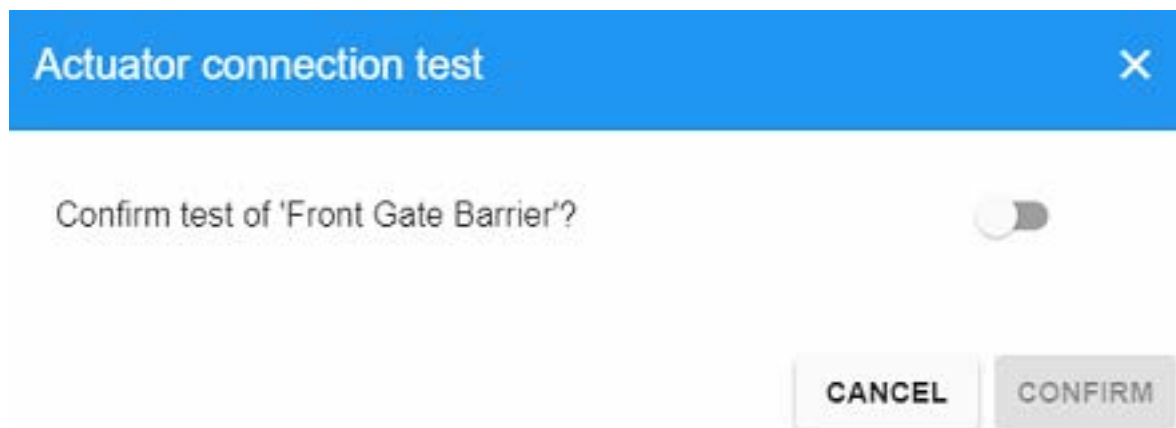 Actuator connection test
Confirm test of 'Front Gate Barrier'?
CANCEL CONFIRM